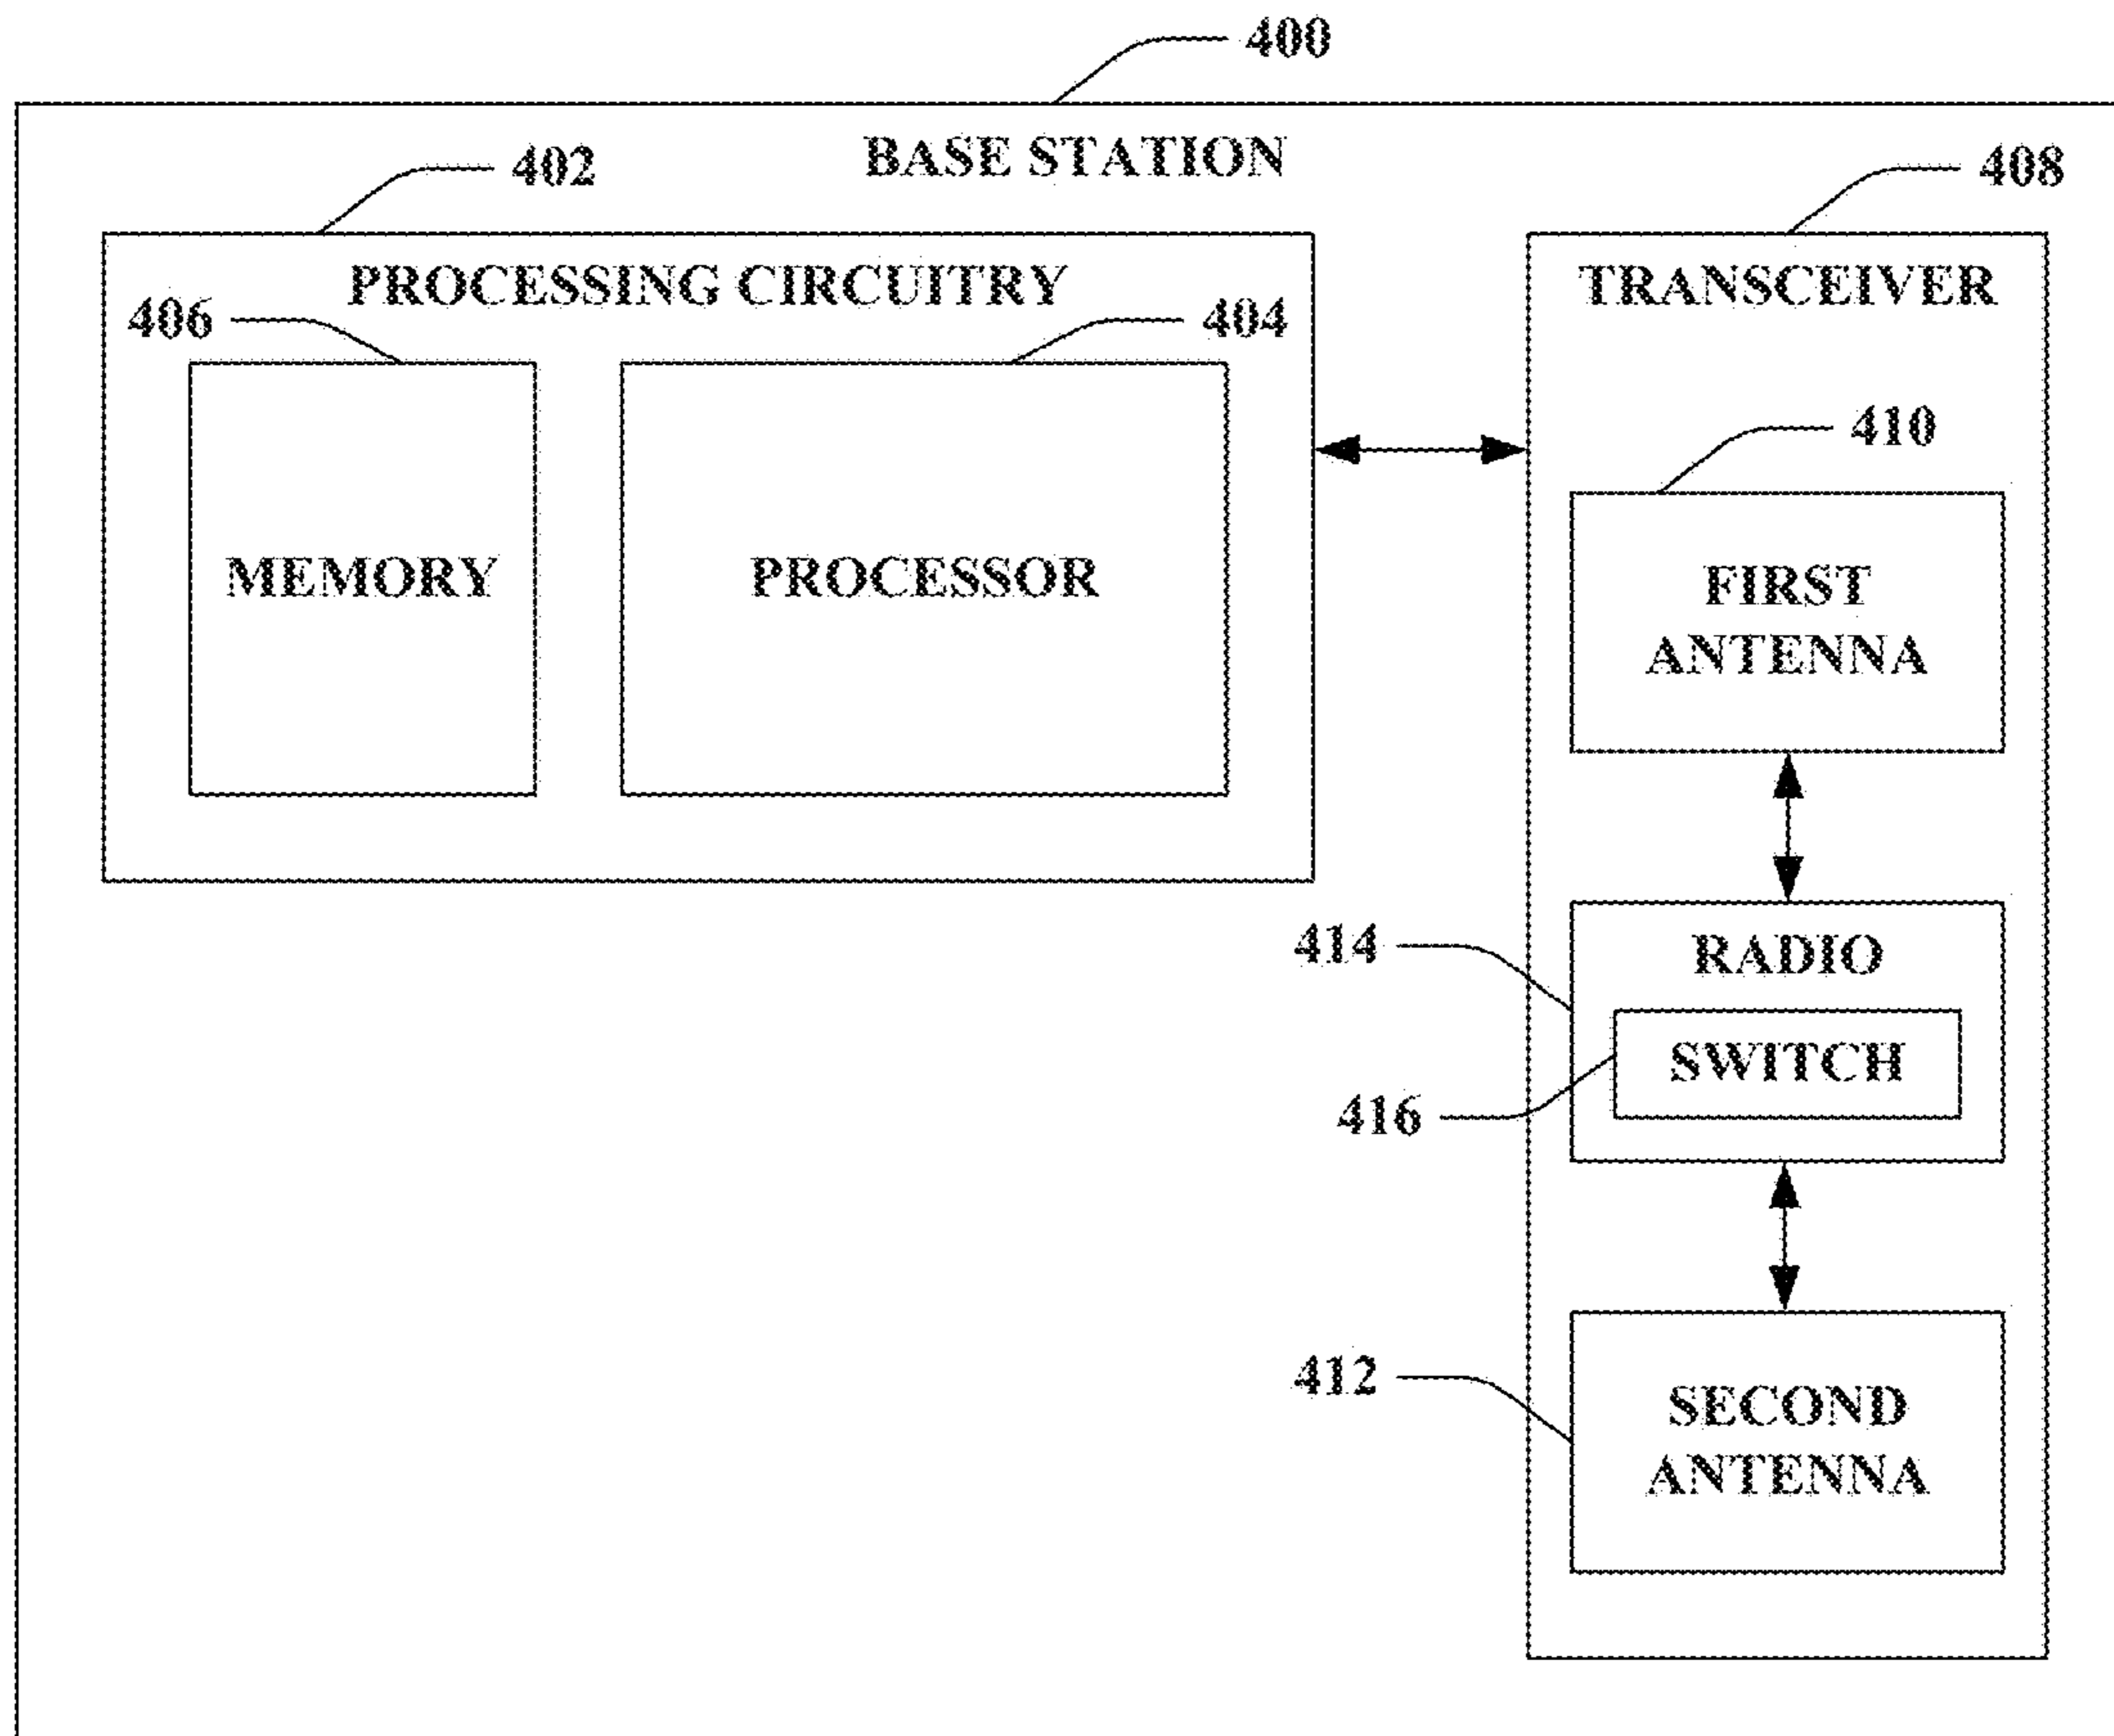 400
BASE STATION
402
408
PROCESSING CIRCUITRY
TRANSCEIVER
406
404
410
MEMORY
PROCESSOR
FIRST
ANTENNA
414
RADIO
SWITCH
416
412
SECOND
ANTENNA